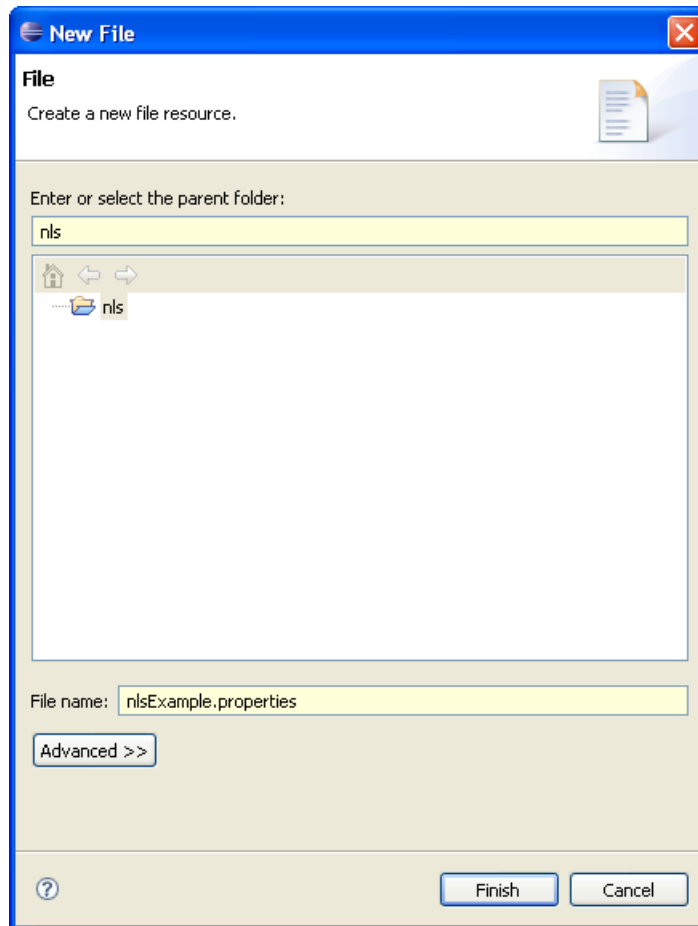 New File
File
Create a new file resource.
Enter or select the parent folder:
nls
nls
File name: nlsExample.properties
Advanced >>
? Finish Cancel